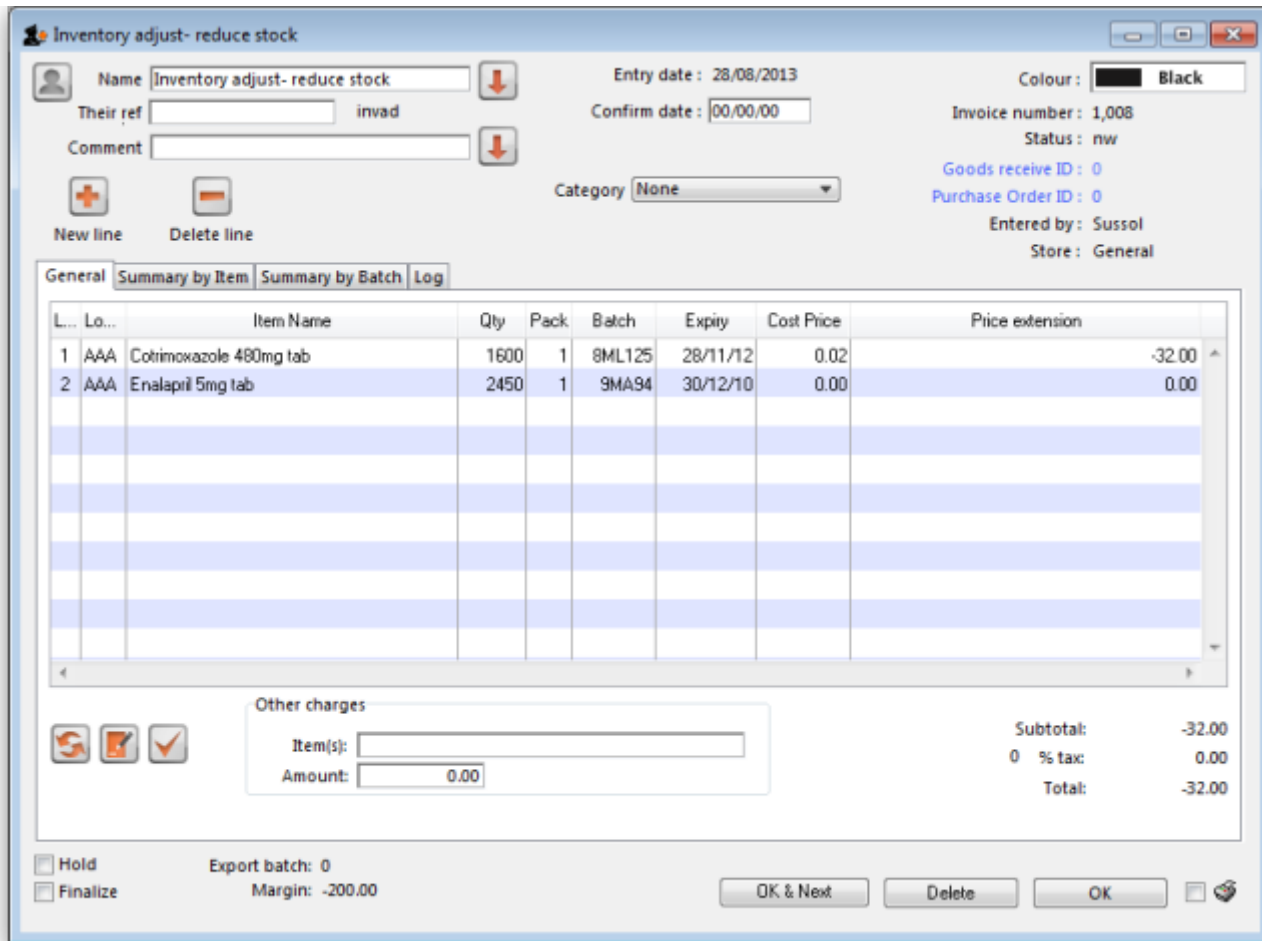 Inventory adjust- reduce stock
Name Inventory adjust- reduce stock
Entry date : 28/08/2013
Colour : Black
Their ref invad
Confirm date : 00/00/00
Invoice number : 1,008
Status : nw
Comment
Goods receive ID : 0
Category None
Purchase Order ID : 0
New line Delete line
Entered by : Sussol
Store : General
General Summary by Item Summary by Batch Log
L... Lo... Item Name Qty Pack Batch Expiry Cost Price Price extension
1 AAA Cotrimoxazole 480mg tab 1600 1 8ML125 28/11/12 0.02 -32.00
2 AAA Enalapril 5mg tab 2450 1 9MA94 30/12/10 0.00 0.00
Other charges
Item(s):
Amount: 0.00
Subtotal: -32.00
0 % tax: 0.00
Total: -32.00
Hold Export batch: 0
Finalize Margin: -200.00
OK & Next Delete OK